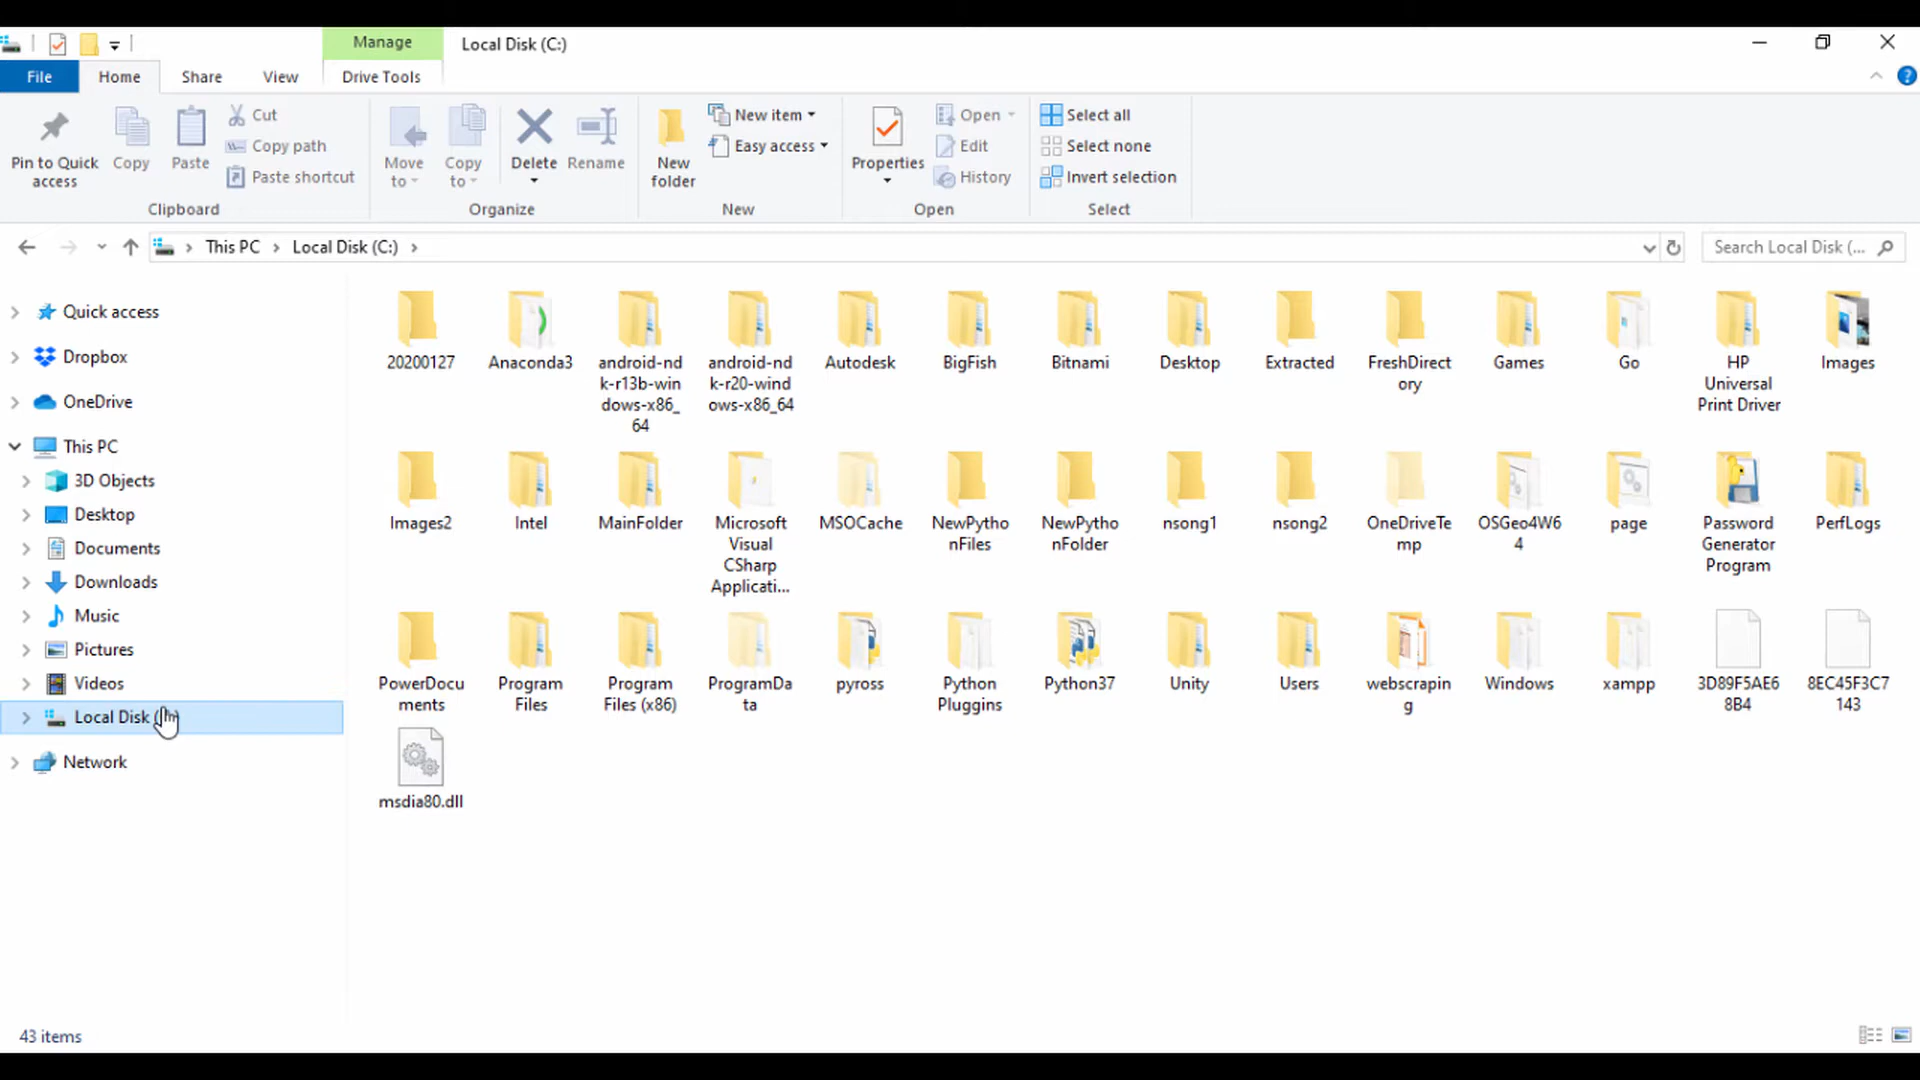 Manage
Local Disk (C:)
File
Home
Share
View
Drive Tools
Pin to Quick
access
Copy
Paste
Cut
Copy path
Paste shortcut
Clipboard
Move
to
Copy
to
Delete
Rename
Organize
New
folder
New item
Easy access
New
Properties
Open
Edit
History
Open
Select all
Select none
Invert selection
Select
This PC
Local Disk (C:)
Search Local Disk (...
Quick access
Dropbox
OneDrive
This PC
3D Objects
Desktop
Documents
Downloads
Music
Pictures
Videos
Local Disk
Network
20200127
Anaconda3
android-nd
k-r13b-win
dows-x86_
64
android-nd
k-r20-wind
ows-x86_64
Autodesk
BigFish
Bitnami
Desktop
Extracted
FreshDirect
ory
Games
Go
HP
Universal
Print Driver
Images
Images2
Intel
MainFolder
Microsoft
Visual
CSharp
Applicati...
MSOCache
NewPytho
nFiles
NewPytho
nFolder
nsong1
nsong2
OneDriveTe
mp
OSGeo4W6
4
page
Password
Generator
Program
PerfLogs
PowerDocu
ments
Program
Files
Program
Files (x86)
ProgramDa
ta
pyross
Python
Pluggins
Python37
Unity
Users
webscrapin
g
Windows
xampp
3D89F5AE6
8B4
8EC45F3C7
143
msdia80.dll
43 items